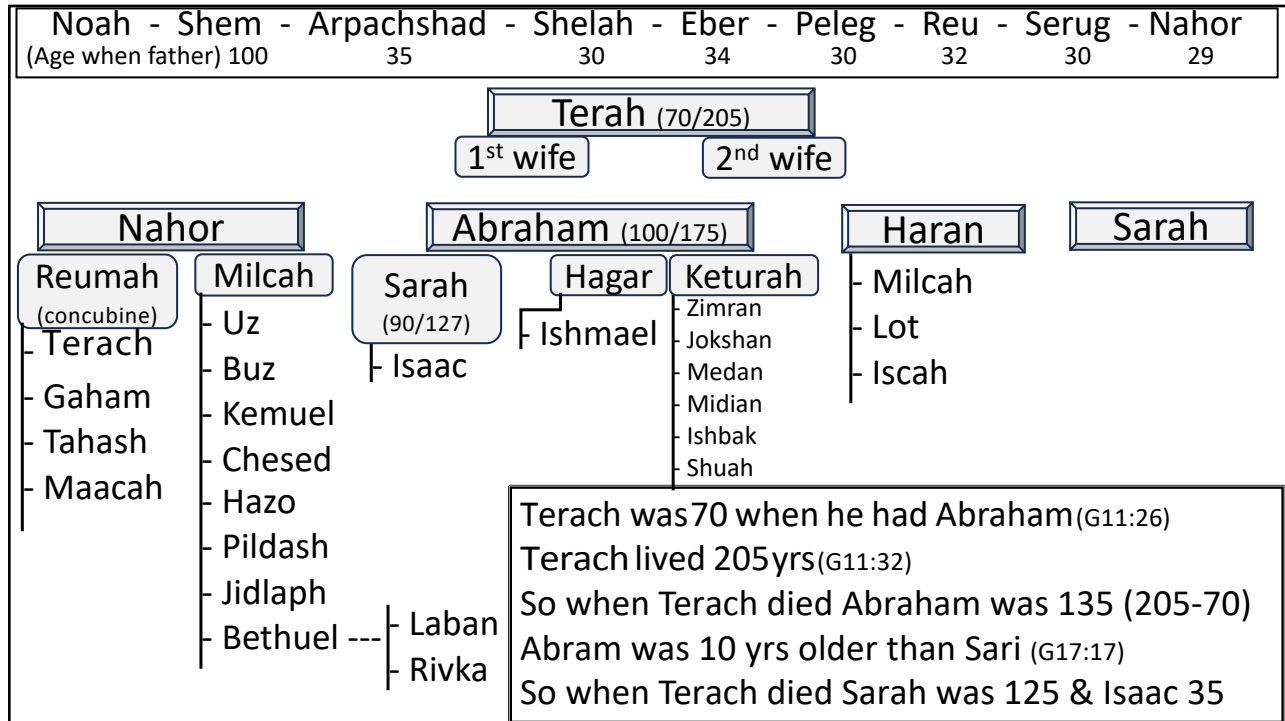 Noah - Shem - Arpachshad - Shelah - Eber - Peleg - Reu - Serug - Nahor
(Age when father) 100 35 30 34 30 32 30 29
Terah (70/205)
1st wife 2nd wife
Nahor
Abraham (100/175)
Haran
Sarah
Reumah
(concubine)
- Terach
- Gaham
- Tahash
- Maacah
Milcah
- Uz
- Buz
- Kemuel
- Chesed
- Hazo
- Pildash
- Jidlaph
- Bethuel ---
- Laban
- Rivka
Sarah
(90/127)
- Isaac
Hagar
- Ishmael
Keturah
- Zimran
- Jokshan
- Medan
- Midian
- Ishbak
- Shuah
- Milcah
- Lot
- Iscah
Terach was 70 when he had Abraham (G11:26)
Terach lived 205 yrs (G11:32)
So when Terach died Abraham was 135 (205-70)
Abram was 10 yrs older than Sari (G17:17)
So when Terach died Sarah was 125 & Isaac 35